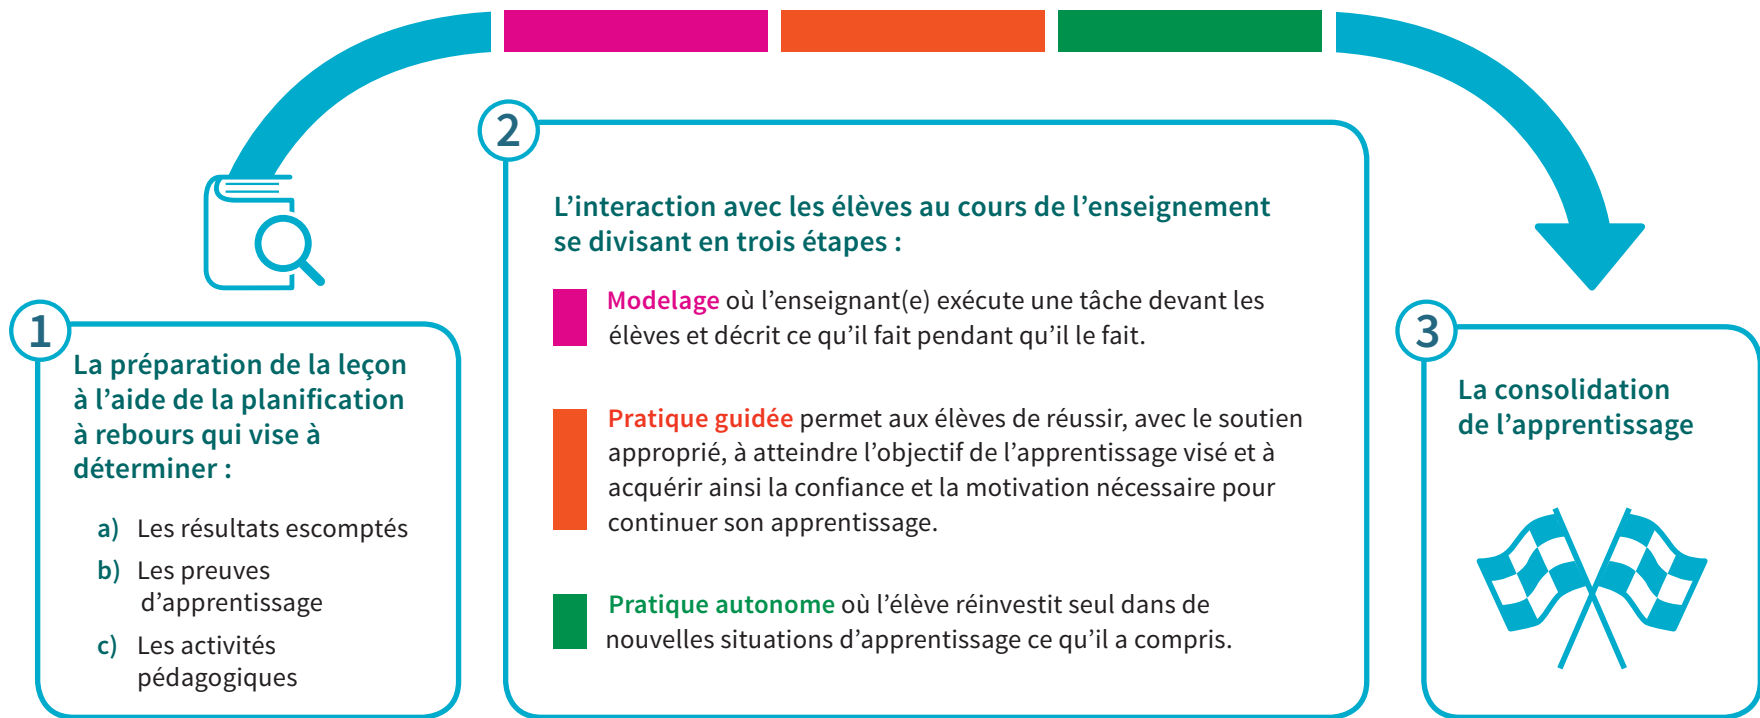 1
La préparation de la leçon
à l’aide de la planification
à rebours qui vise à
déterminer :
a) Les résultats escomptés
b) Les preuves
d’apprentissage
c) Les activités
pédagogiques
2
L’interaction avec les élèves au cours de l’enseignement
se divisant en trois étapes :
Modelage où l’enseignant(e) exécute une tâche devant les
élèves et décrit ce qu’il fait pendant qu’il le fait.
Pratique guidée permet aux élèves de réussir, avec le soutien
approprié, à atteindre l’objectif de l’apprentissage visé et à
acquérir ainsi la confiance et la motivation nécessaire pour
continuer son apprentissage.
Pratique autonome où l’élève réinvestit seul dans de
nouvelles situations d’apprentissage ce qu’il a compris.
3
La consolidation
de l’apprentissage